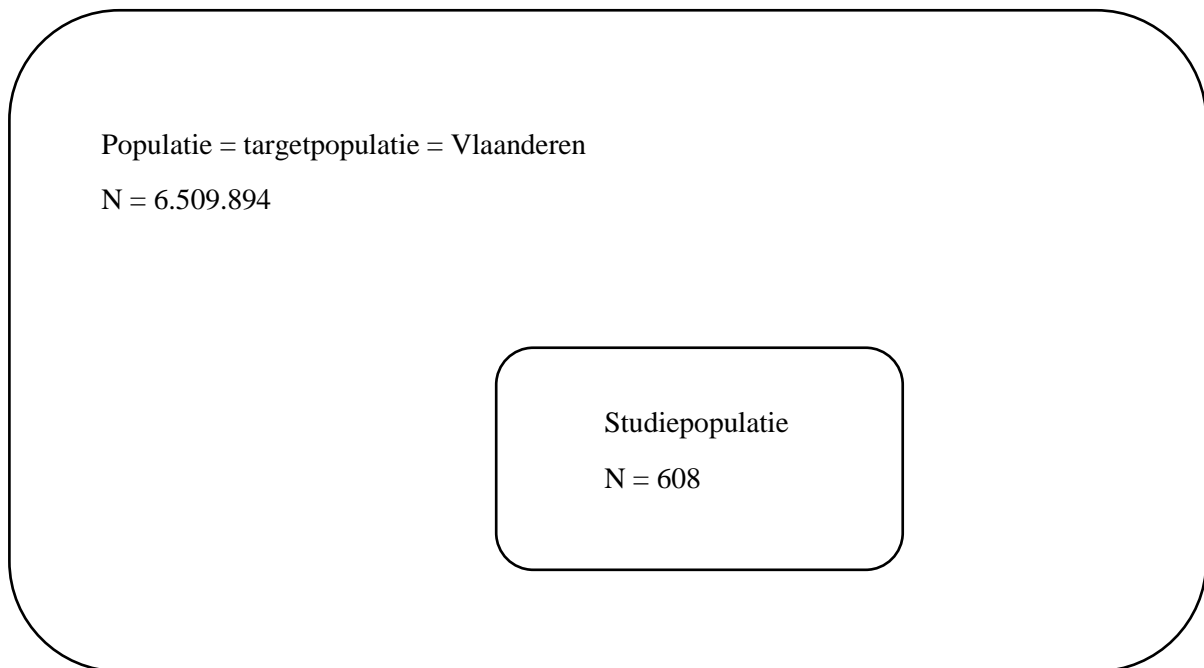 Populatie = targetpopulatie = Vlaanderen
N = 6.509.894
Studiepopulatie
N = 608